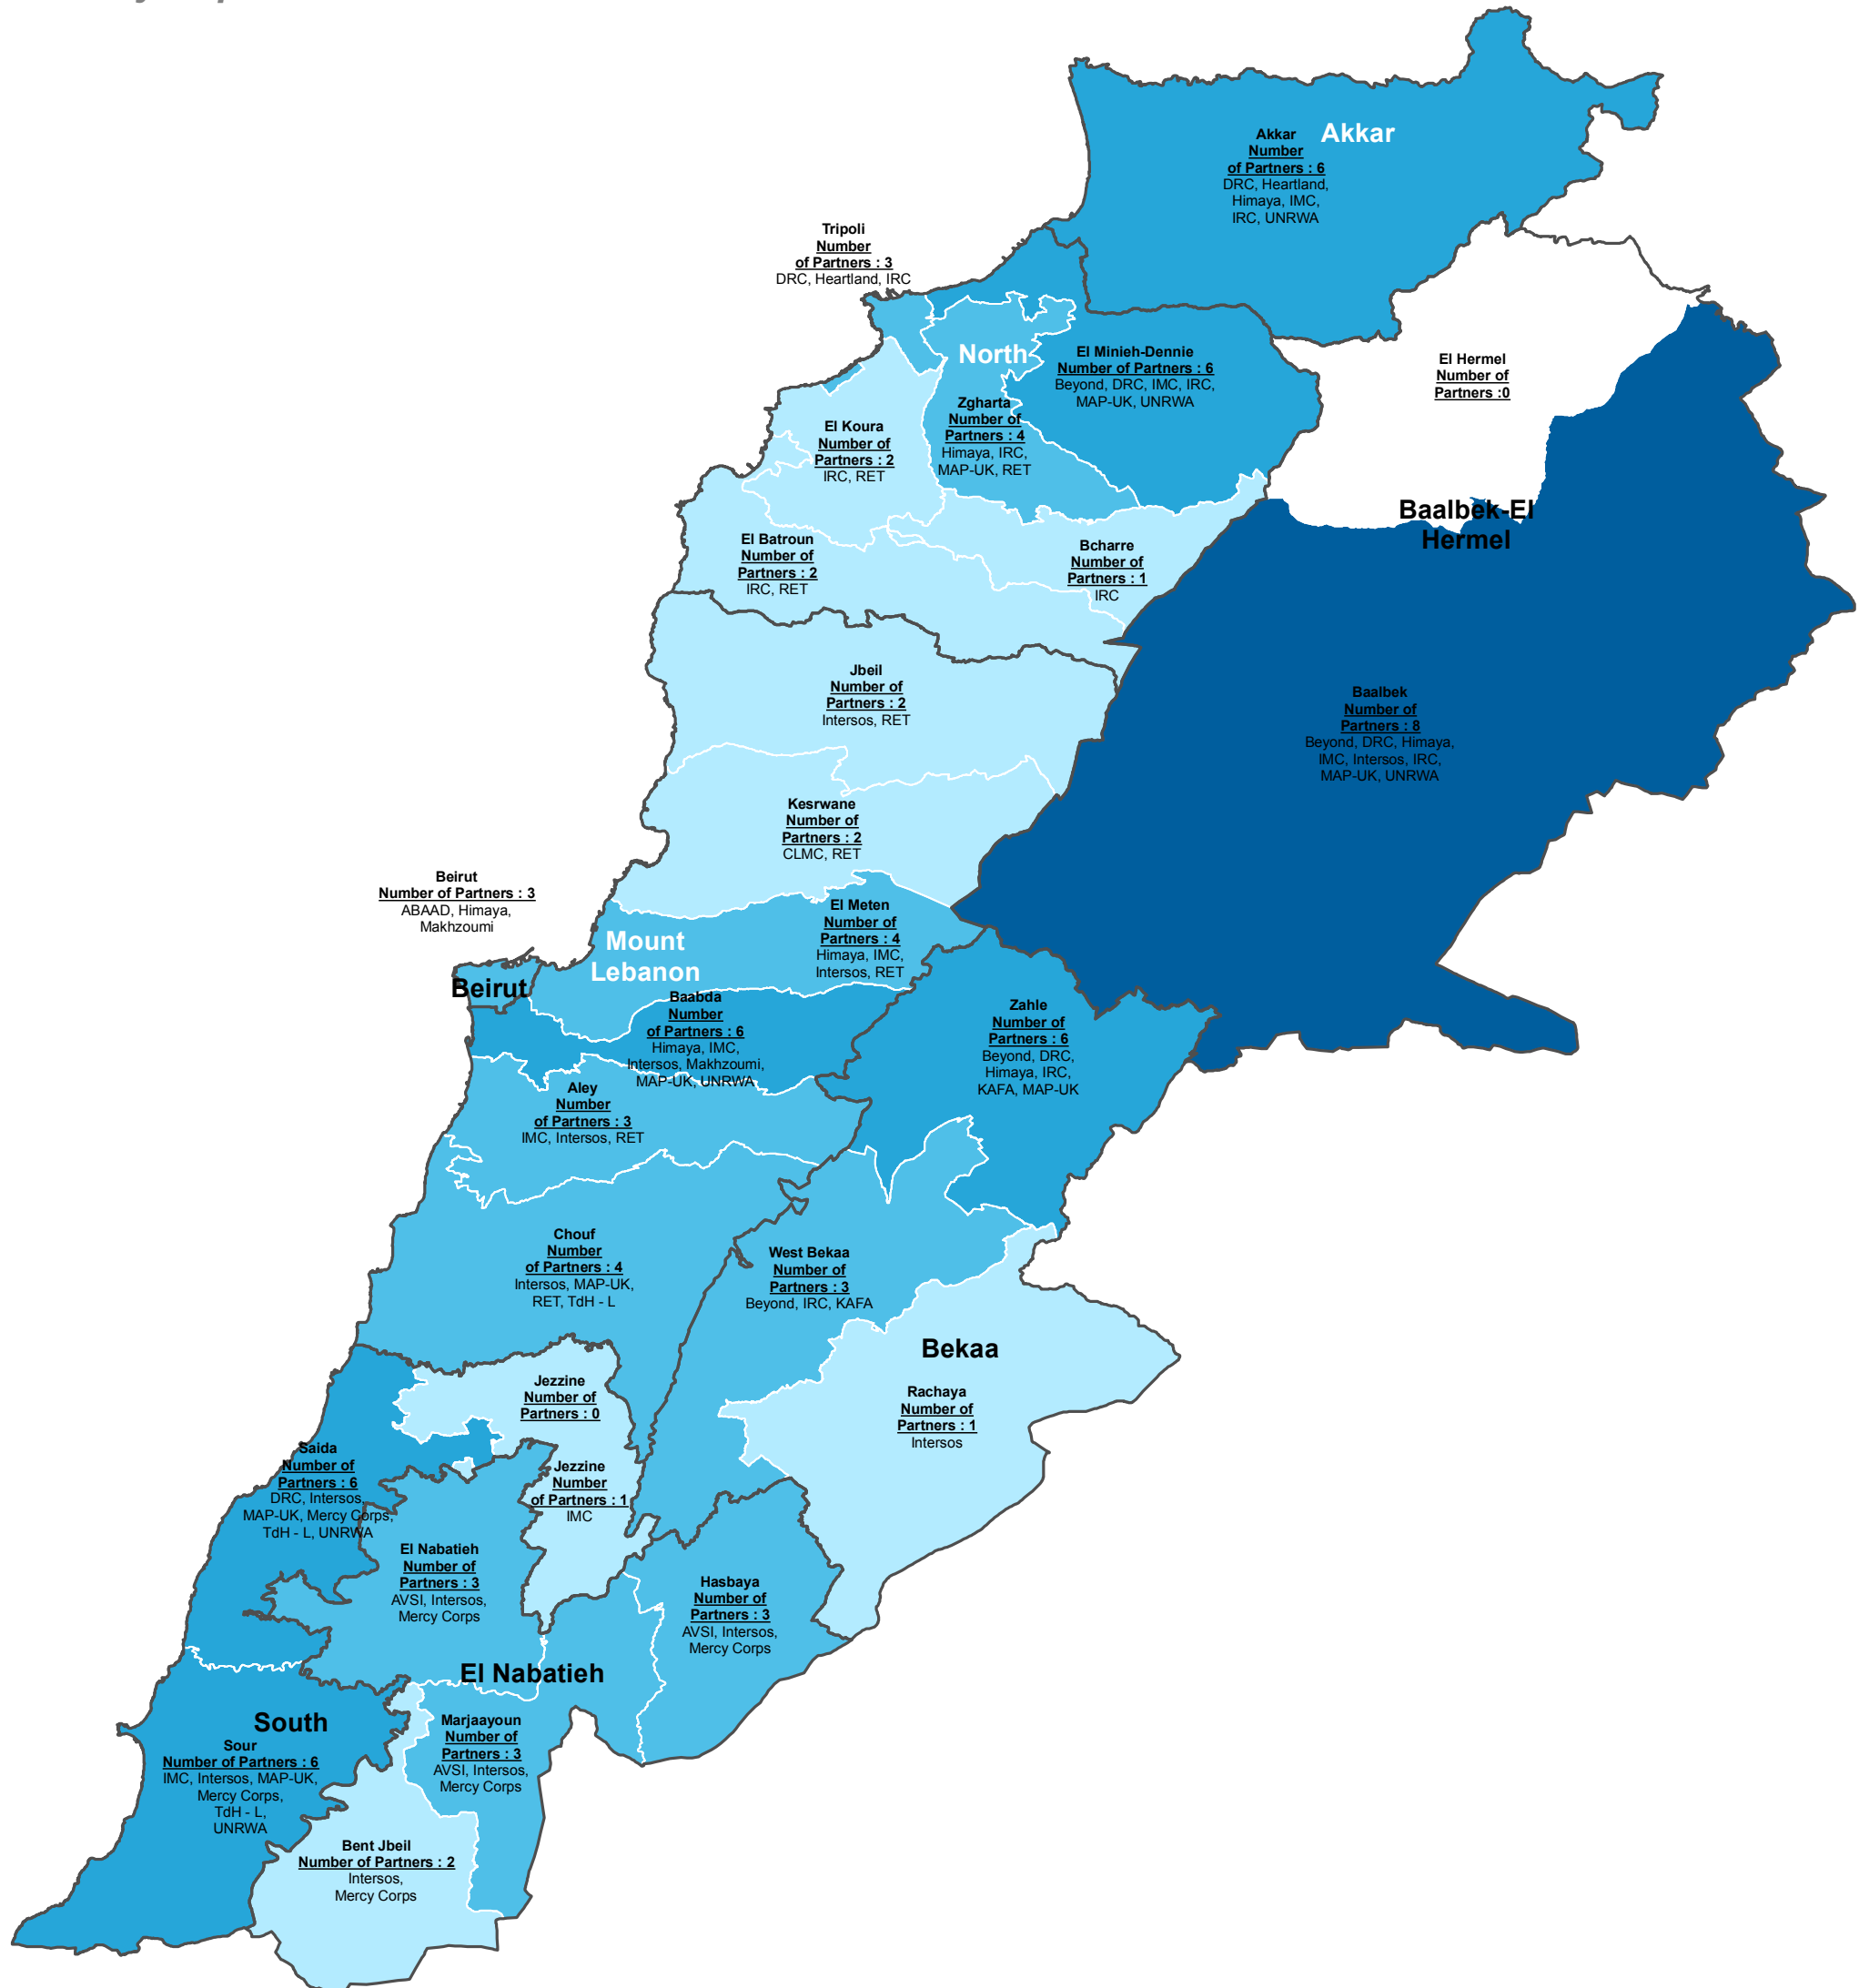 Akkar
Akkar
Number
of Partners : 6
DRC, Heartland,
Himaya, IMC,
IRC, UNRWA
Tripoli
Number
of Partners : 3
DRC, Heartland, IRC
North
El Minieh-Dennie
Number of Partners : 6
Beyond, DRC, IMC, IRC,
MAP-UK, UNRWA
El Hermel
Number of
Partners :0
Zgharta
Number of
Partners : 4
Himaya, IRC,
MAP-UK, RET
El Koura
Number of
Partners : 2
IRC, RET
Baalbek-El
Hermel
El Batroun
Number of
Partners : 2
IRC, RET
Bcharre
Number of
Partners : 1
IRC
Jbeil
Number of
Partners : 2
Intersos, RET
Baalbek
Number of
Partners : 8
Beyond, DRC, Himaya,
IMC, Intersos, IRC,
MAP-UK, UNRWA
Kesrwane
Number of
Partners : 2
CLMC, RET
Beirut
Number of Partners : 3
ABAAD, Himaya,
Makhzoumi
El Meten
Number of
Partners : 4
Himaya, IMC,
Intersos, RET
Mount
Lebanon
Beirut
Baabda
Number
of Partners : 6
Himaya, IMC,
Intersos, Makhzoumi,
MAP-UK, UNRWA
Zahle
Number of
Partners : 6
Beyond, DRC,
Himaya, IRC,
KAFA, MAP-UK
Aley
Number
of Partners : 3
IMC, Intersos, RET
Chouf
Number
of Partners : 4
Intersos, MAP-UK,
RET, TdH - L
West Bekaa
Number of
Partners : 3
Beyond, IRC, KAFA
Bekaa
Rachaya
Number of
Partners : 1
Intersos
Jezzine
Number of
Partners : 0
Saida
Number of
Partners : 6
DRC, Intersos,
MAP-UK, Mercy Corps,
TdH - L, UNRWA
Jezzine
Number
of Partners : 1
IMC
El Nabatieh
Number of
Partners : 3
AVSI, Intersos,
Mercy Corps
Hasbaya
Number of
Partners : 3
AVSI, Intersos,
Mercy Corps
El Nabatieh
South
Sour
Number of Partners : 6
IMC, Intersos, MAP-UK,
Mercy Corps,
TdH - L,
UNRWA
Marjaayoun
Number of
Partners : 3
AVSI, Intersos,
Mercy Corps
Bent Jbeil
Number of Partners : 2
Intersos,
Mercy Corps